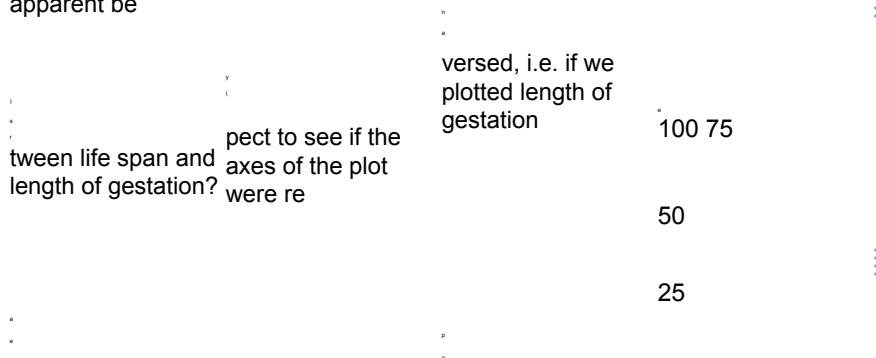 apparent be
tween life span and
length of gestation?
pect to see if the
axes of the plot
were re
versed, i.e. if we
plotted length of
gestation
100 75
50
25